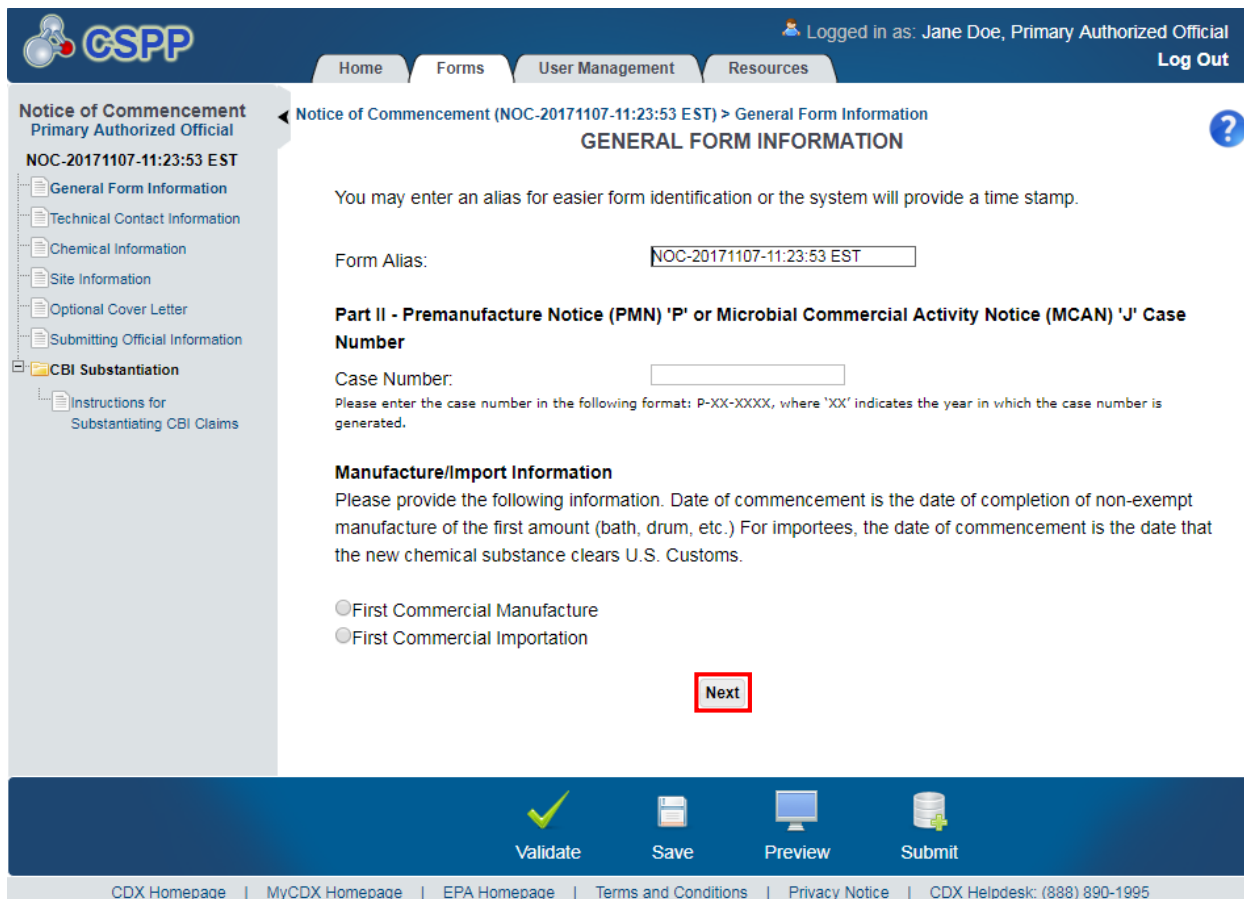 CSPP
Logged in as: Jane Doe, Primary Authorized Official
Log Out
Home Forms User Management Resources
Notice of Commencement
Primary Authorized Official
NOC-20171107-11:23:53 EST
General Form Information
Technical Contact Information
Chemical Information
Site Information
Optional Cover Letter
Submitting Official Information
CBI Substantiation
Instructions for
Substantiating CBI Claims
Notice of Commencement (NOC-20171107-11:23:53 EST) > General Form Information
?
GENERAL FORM INFORMATION
You may enter an alias for easier form identification or the system will provide a time stamp.
Form Alias: NOC-20171107-11:23:53 EST
Part II - Premanufacture Notice (PMN) 'P' or Microbial Commercial Activity Notice (MCAN) 'J' Case
Number
Case Number:
Please enter the case number in the following format: P-XX-XXXX, where 'XX' indicates the year in which the case number is
generated.
Manufacture/Import Information
Please provide the following information. Date of commencement is the date of completion of non-exempt
manufacture of the first amount (bath, drum, etc.) For importees, the date of commencement is the date that
the new chemical substance clears U.S. Customs.
First Commercial Manufacture
First Commercial Importation
Next
Validate Save Preview Submit
CDX Homepage | MyCDX Homepage | EPA Homepage | Terms and Conditions | Privacy Notice | CDX Helpdesk: (888) 890-1995